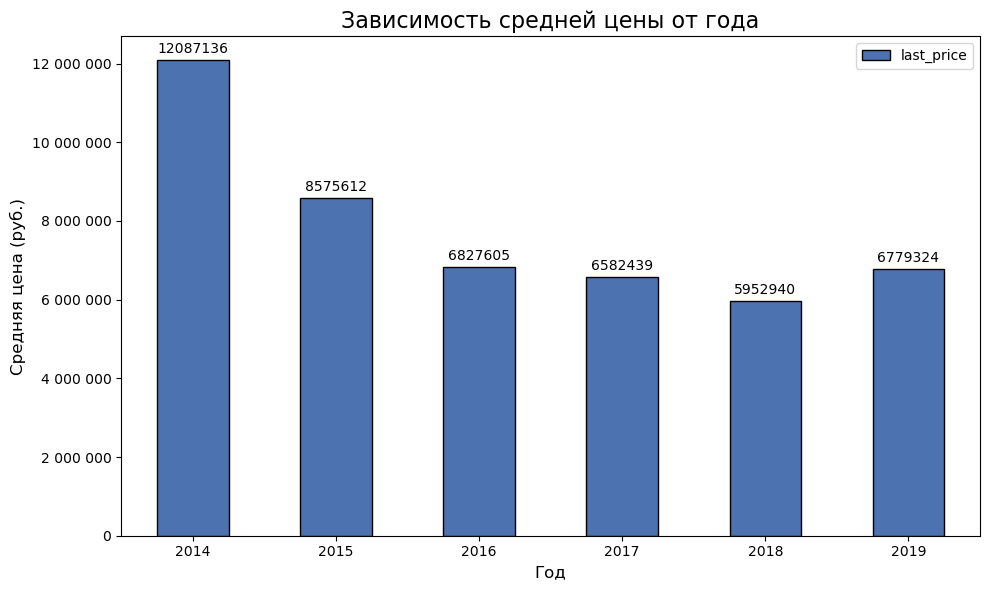 Зависимость средней цены от года
last_price
Средняя цена (руб.)
12 000 000
10 000 000
8 000 000
6 000 000
4 000 000
2 000 000
0
12087136
8575612
6827605
6582439
5952940
6779324
2014 2015 2016 2017 2018 2019
Год